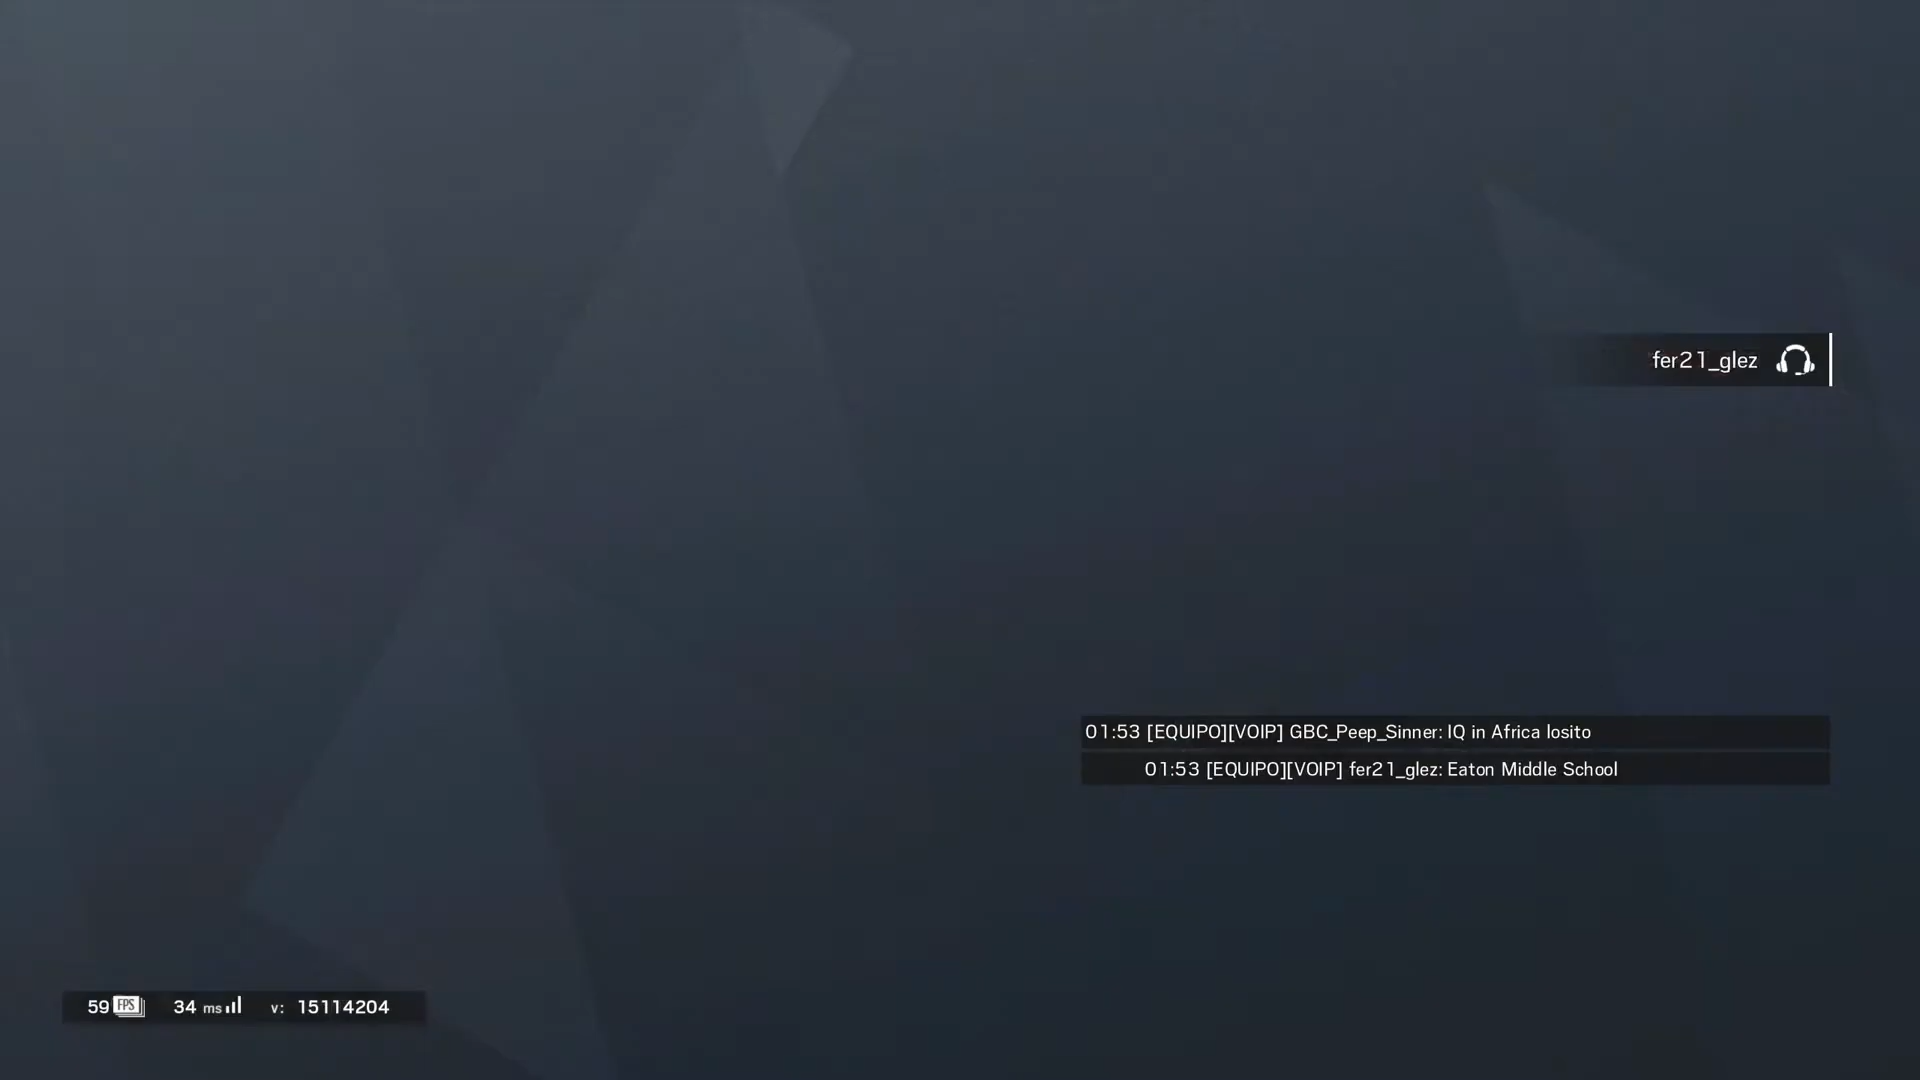 fer21_glez
01:53 [EQUIPO][VOIP] GBC_Peep_Sinner: IQ in Africa losito
01:53 [EQUIPO][VOIP] fer21_glez: Eaton Middle School
59 FPS 34 ms v: 15114204